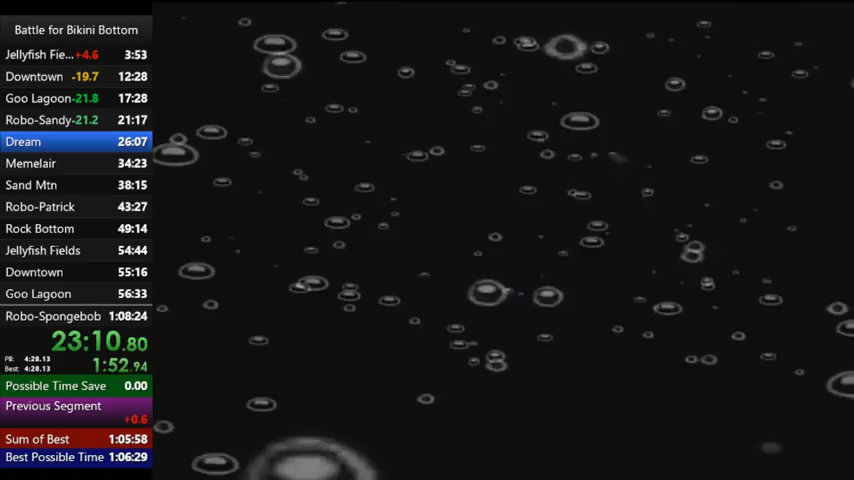 Battle for Bikini Bottom
Jellyfish Fie... +4.6 3:53
Downtown -19.7 12:28
Goo Lagoon -21.8 17:28
Robo-Sandy -21.2 21:17
Dream 26:07
Memelair 34:23
Sand Mtn 38:15
Robo-Patrick 43:27
Rock Bottom 49:14
Jellyfish Fields 54:44
Downtown 55:16
Goo Lagoon 56:33
Robo-Spongebob 1:08:24
23:10.80
PB: 4:28.13
Best: 4:28.13
1:52.94
Possible Time Save 0.00
Previous Segment
+0.6
Sum of Best 1:05:58
Best Possible Time 1:06:29